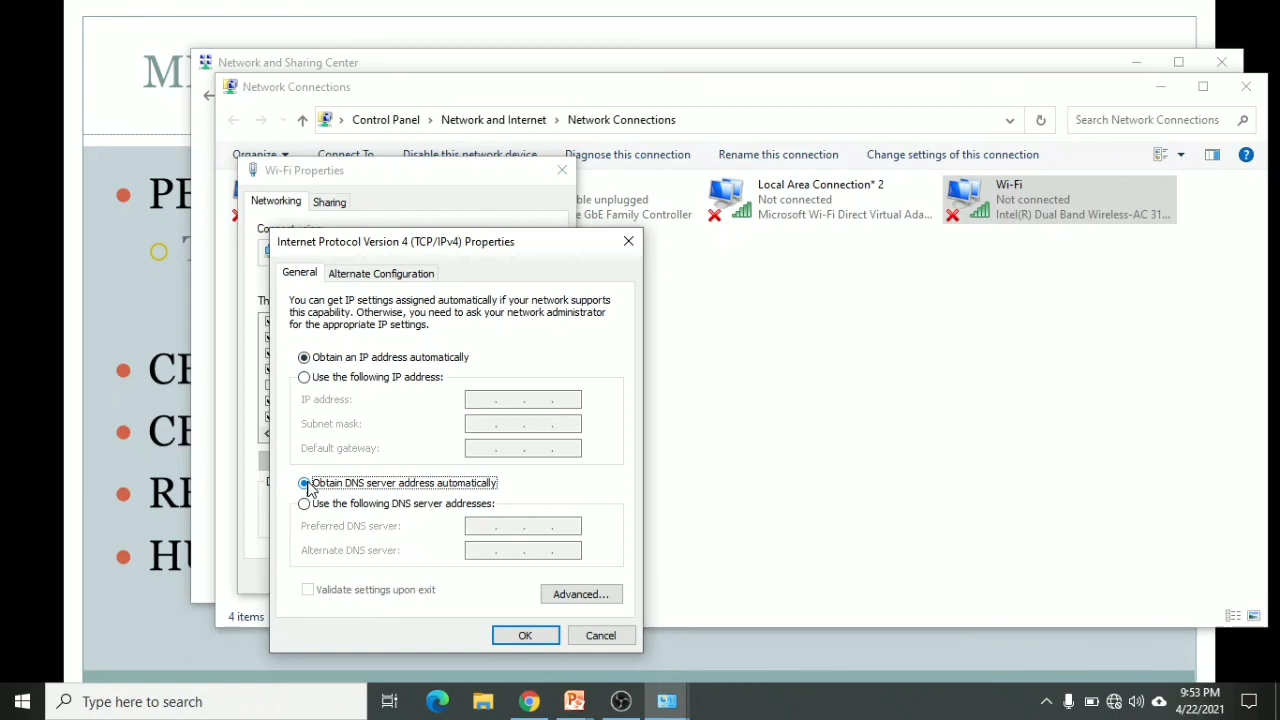 MI
Network and Sharing Center
Network Connections
Control Panel > Network and Internet > Network Connections
Search Network Connections
Organize
Connect To
Disable this network device
Diagnose this connection
Rename this connection
Change settings of this connection
Wi-Fi Properties
Networking
Sharing
ble unplugged
e GbE Family Controller
Local Area Connection* 2
Not connected
Microsoft Wi-Fi Direct Virtual Ada...
Wi-Fi
Not connected
Intel(R) Dual Band Wireless-AC 31...
Internet Protocol Version 4 (TCP/IPv4) Properties
General
Alternate Configuration
You can get IP settings assigned automatically if your network supports
this capability. Otherwise, you need to ask your network administrator
for the appropriate IP settings.
Obtain an IP address automatically
Use the following IP address:
IP address:
Subnet mask:
Default gateway:
Obtain DNS server address automatically
Use the following DNS server addresses:
Preferred DNS server:
Alternate DNS server:
Validate settings upon exit
Advanced...
OK
Cancel
4 items
Type here to search
9:53 PM
4/22/2021